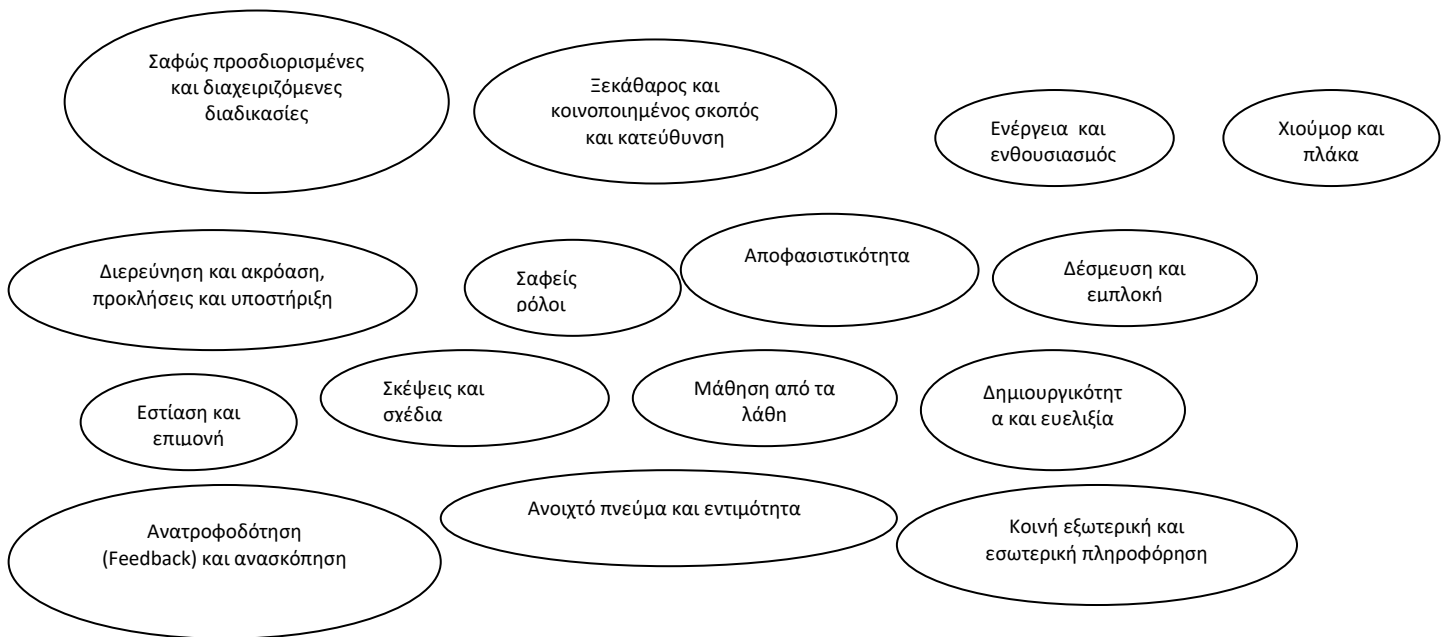 Σαφώς προσδιορισμένες
και διαχειριζόμενες
διαδικασίες
Ξεκάθαρος και
κοινοποιημένος σκοπός
και κατεύθυνση
Ενέργεια και
ενθουσιασμός
Χιούμορ και
πλάκα
Διερεύνηση και ακρόαση,
προκλήσεις και υποστήριξη
Σαφείς
ρόλοι
Αποφασιστικότητα
Δέσμευση και
εμπλοκή
Εστίαση και
επιμονή
Σκέψεις και
σχέδια
Μάθηση από τα
λάθη
Δημιουργικότητ
α και ευελιξία
Ανατροφοδότηση
(Feedback) και ανασκόπηση
Ανοιχτό πνεύμα και εντιμότητα
Κοινή εξωτερική και
εσωτερική πληροφόρηση